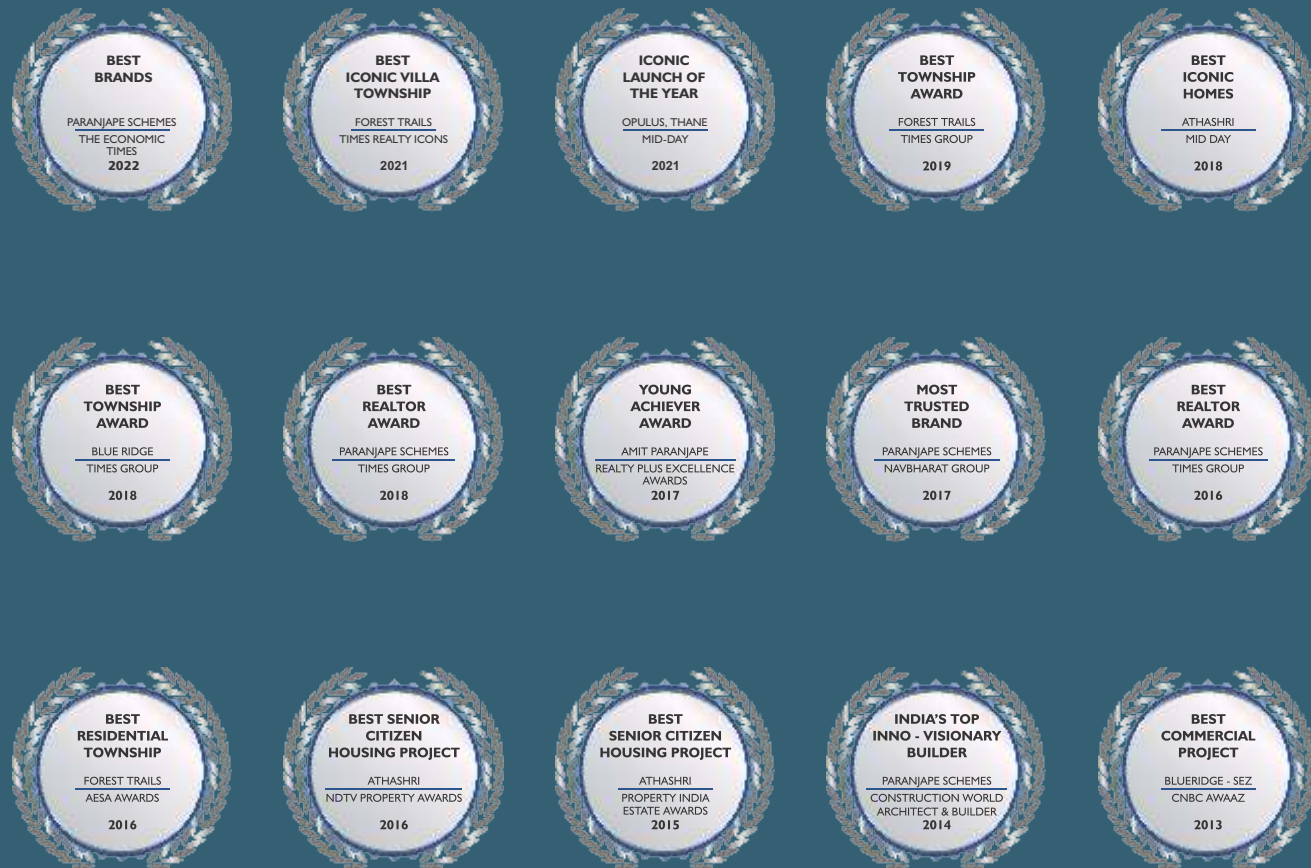 BEST
BRANDS
PARANJAPE SCHEMES
THE ECONOMIC
TIMES
2022
BEST
ICONIC VILLA
TOWNSHIP
FOREST TRAILS
TIMES REALTY ICONS
2021
ICONIC
LAUNCH OF
THE YEAR
OPULUS, THANE
MID-DAY
2021
BEST
TOWNSHIP
AWARD
FOREST TRAILS
TIMES GROUP
2019
BEST
ICONIC
HOMES
ATHASHRI
MID DAY
2018
BEST
TOWNSHIP
AWARD
BLUE RIDGE
TIMES GROUP
2018
BEST
REALTOR
AWARD
PARANJAPE SCHEMES
TIMES GROUP
2018
YOUNG
ACHIEVER
AWARD
AMIT PARANJAPE
REALTY PLUS EXCELLENCE
AWARDS
2017
MOST
TRUSTED
BRAND
PARANJAPE SCHEMES
NAVBHARAT GROUP
2017
BEST
REALTOR
AWARD
PARANJAPE SCHEMES
TIMES GROUP
2016
BEST
RESIDENTIAL
TOWNSHIP
FOREST TRAILS
AESA AWARDS
2016
BEST SENIOR
CITIZEN
HOUSING PROJECT
ATHASHRI
NDTV PROPERTY AWARDS
2016
BEST
SENIOR CITIZEN
HOUSING PROJECT
ATHASHRI
PROPERTY INDIA
ESTATE AWARDS
2015
INDIA'S TOP
INNO - VISIONARY
BUILDER
PARANJAPE SCHEMES
CONSTRUCTION WORLD
ARCHITECT & BUILDER
2014
BEST
COMMERCIAL
PROJECT
BLUERIDGE - SEZ
CNBC AWAAZ
2013